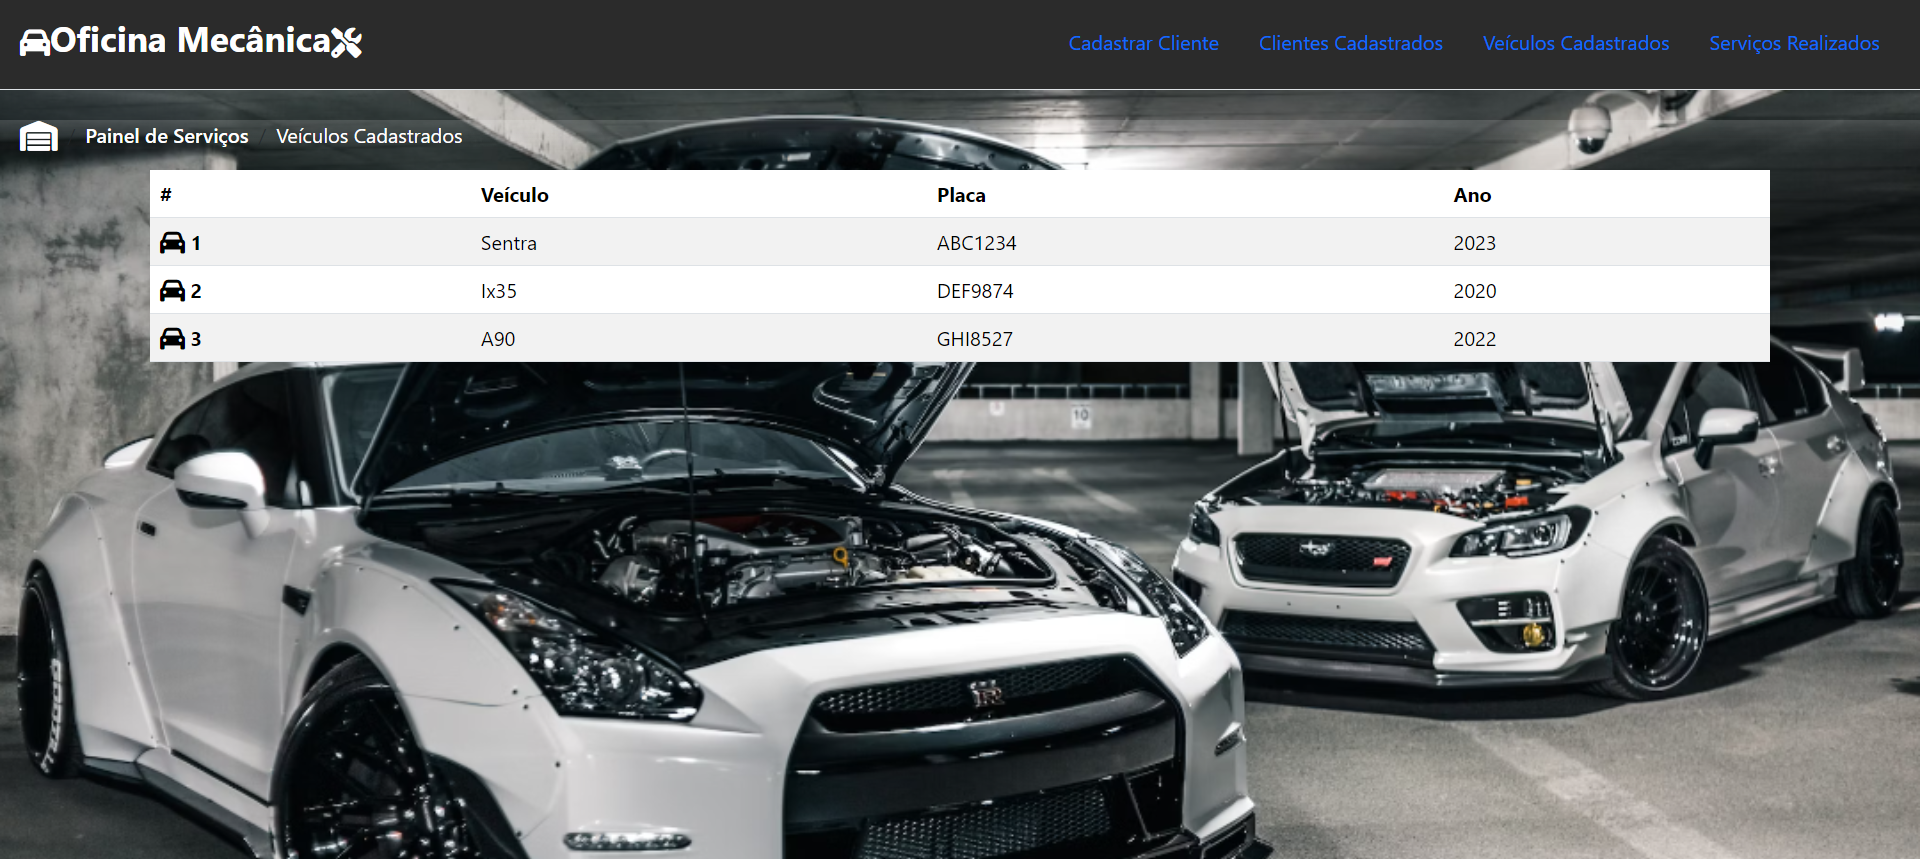 Oficina Mecânica
Cadastrar Cliente Clientes Cadastrados Veículos Cadastrados Serviços Realizados
/ Painel de Serviços / Veículos Cadastrados
# Veículo Placa Ano
1 Sentra ABC1234 2023
2 Ix35 DEF9874 2020
3 A90 GHI8527 2022
10